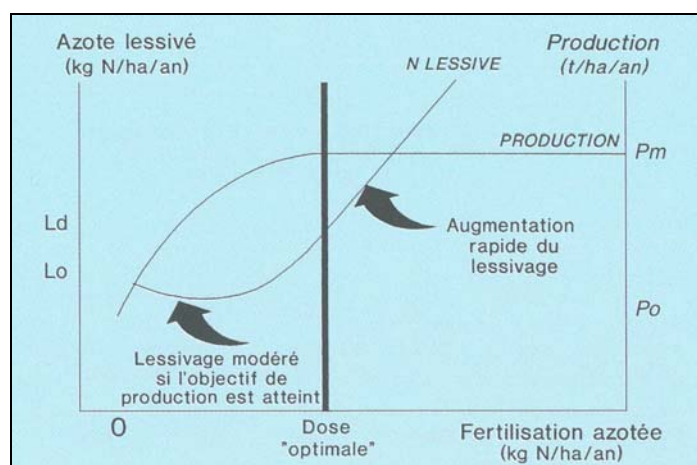 Azote lessivé
(kg N/ha/an)
Production
(t/ha/an)
N LESSIVE
PRODUCTION
Pm
Ld
Augmentation
rapide du
lessivage
Lo
Po
Lessivage modéré
si l'objectif de
production est atteint
O
Dose
"optimale"
Fertilisation azotée
(kg N/ha/an)